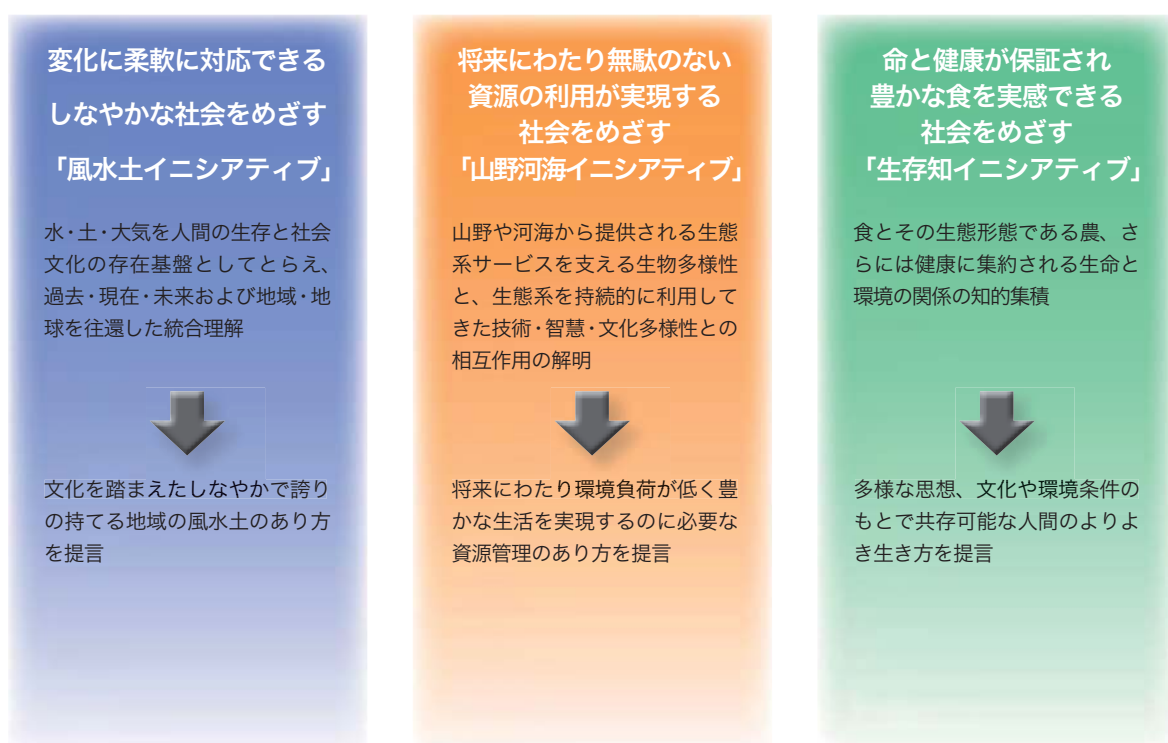 変化に柔軟に対応できる
しなやかな社会をめざす
「風水土イニシアティブ」
水・土・大気を人間の生存と社会
文化の存在基盤としてとらえ、
過去・現在・未来および地域・地
球を往還した統合理解
文化を踏まえたしなやかで誇り
の持てる地域の風水土のあり方
を提言
将来にわたり無駄のない
資源の利用が実現する
社会をめざす
「山野河海イニシアティブ」
山野や河海から提供される生態
系サービスを支える生物多様性
と、生態系を持続的に利用して
きた技術・智慧・文化多様性との
相互作用の解明
将来にわたり環境負荷が低く豊
かな生活を実現するのに必要な
資源管理のあり方を提言
命と健康が保証され
豊かな食を実感できる
社会をめざす
「生存知イニシアティブ」
食とその生態形態である農、さ
らには健康に集約される生命と
環境の関係の知的集積
多様な思想、文化や環境条件の
もとで共存可能な人間のよりよ
き生き方を提言